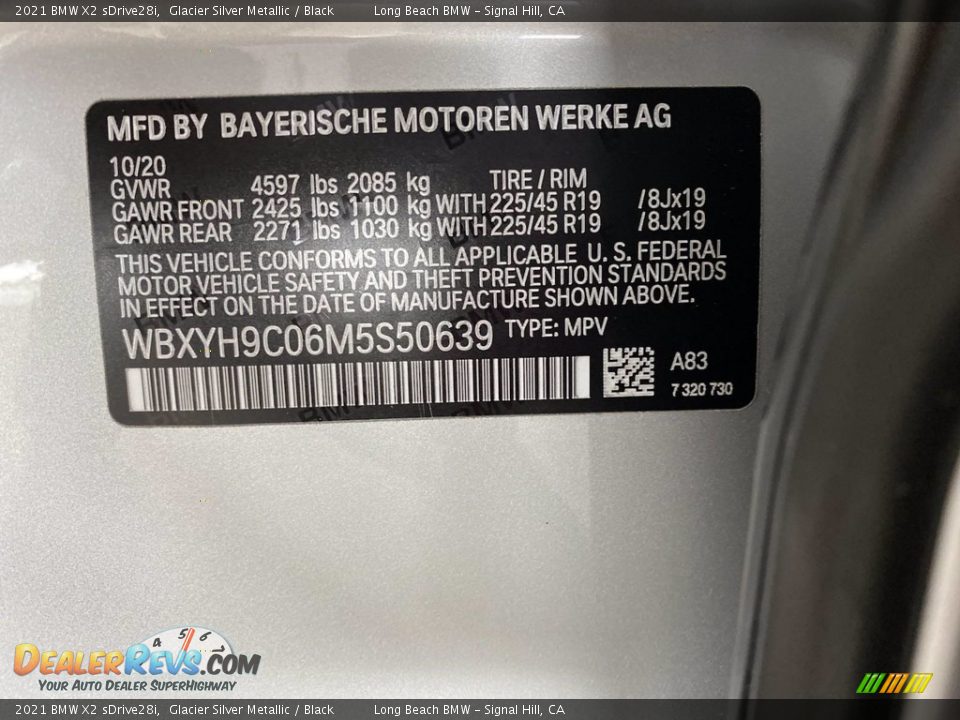 2021 BMW X2 sDrive28i, Glacier Silver Metallic / Black Long Beach BMW - Signal Hill, CA
MFD BY BAYERISCHE MOTOREN WERKE AG
10/20
GVWR 4597 lbs 2085 kg TIRE / RIM
GAWR FRONT 2425 lbs 1100 kg WITH 225/45 R19 /8Jx19
GAWR REAR 2271 lbs 1030 kg WITH 225/45 R19 /8Jx19
THIS VEHICLE CONFORMS TO ALL APPLICABLE U.S. FEDERAL
MOTOR VEHICLE SAFETY AND THEFT PREVENTION STANDARDS
IN EFFECT ON THE DATE OF MANUFACTURE SHOWN ABOVE.
WBXYH9C06M5S50639 TYPE: MPV
A83
7 320 730
4 5 6
DealerRevs.com
Your Auto Dealer SuperHighway
2021 BMW X2 sDrive28i, Glacier Silver Metallic / Black Long Beach BMW - Signal Hill, CA